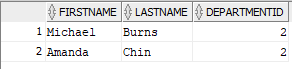 FIRSTNAME LASTNAME DEPARTMENTID
1 Michael Burns 2
2 Amanda Chin 2